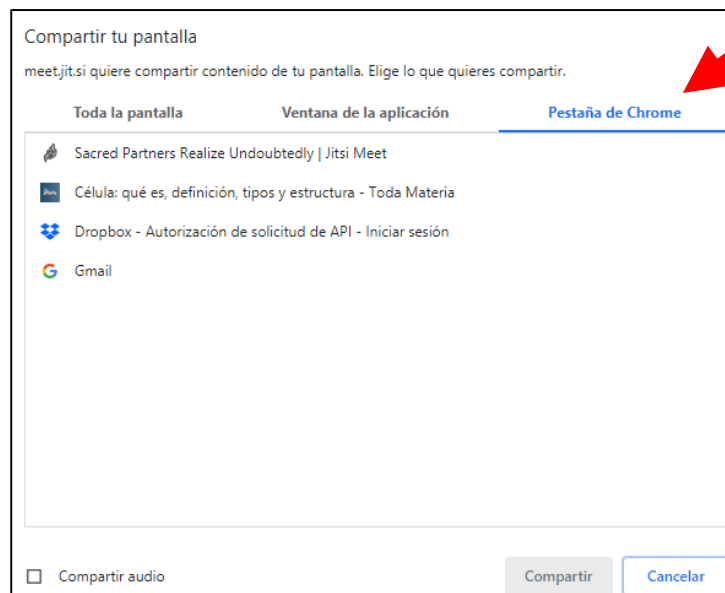 Compartir tu pantalla
meet.jit.si quiere compartir contenido de tu pantalla. Elige lo que quieres compartir.
Toda la pantalla Ventana de la aplicación Pestaña de Chrome
Sacred Partners Realize Undoubtedly | Jitsi Meet
Célula: qué es, definición, tipos y estructura - Toda Materia
Dropbox - Autorización de solicitud de API - Iniciar sesión
Gmail
Compartir audio Compartir Cancelar